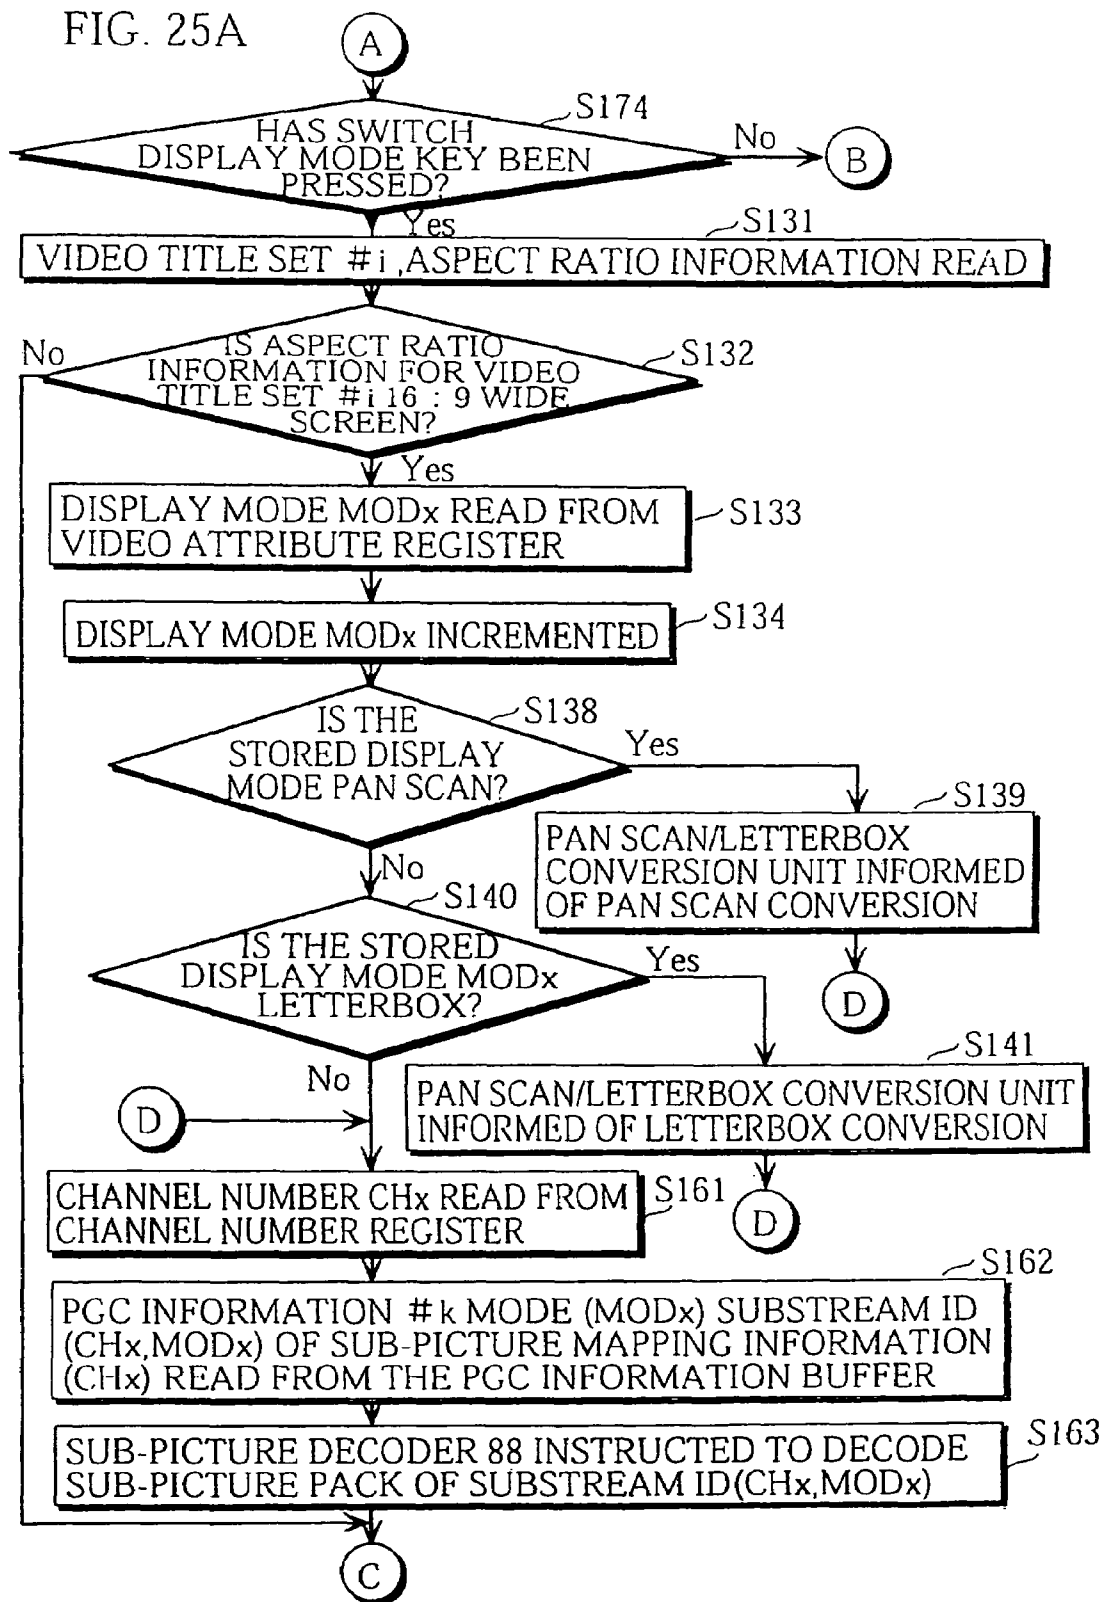 FIG. 25A
A
S174
HAS SWITCH
DISPLAY MODE KEY BEEN
PRESSED?
No
B
Yes
S131
VIDEO TITLE SET #i ,ASPECT RATIO INFORMATION READ
No
S132
IS ASPECT RATIO
INFORMATION FOR VIDEO
TITLE SET #i 16 : 9 WIDE
SCREEN?
Yes
S133
DISPLAY MODE MODx READ FROM
VIDEO ATTRIBUTE REGISTER
S134
DISPLAY MODE MODx INCREMENTED
S138
IS THE
STORED DISPLAY
MODE PAN SCAN?
Yes
S139
PAN SCAN/LETTERBOX
CONVERSION UNIT INFORMED
OF PAN SCAN CONVERSION
D
No
S140
IS THE STORED
DISPLAY MODE MODx
LETTERBOX?
Yes
S141
PAN SCAN/LETTERBOX CONVERSION UNIT
INFORMED OF LETTERBOX CONVERSION
D
No
D
S161
CHANNEL NUMBER CHx READ FROM
CHANNEL NUMBER REGISTER
S162
PGC INFORMATION #k MODE (MODx) SUBSTREAM ID
(CHx,MODx) OF SUB-PICTURE MAPPING INFORMATION
(CHx) READ FROM THE PGC INFORMATION BUFFER
S163
SUB-PICTURE DECODER 88 INSTRUCTED TO DECODE
SUB-PICTURE PACK OF SUBSTREAM ID(CHx,MODx)
C